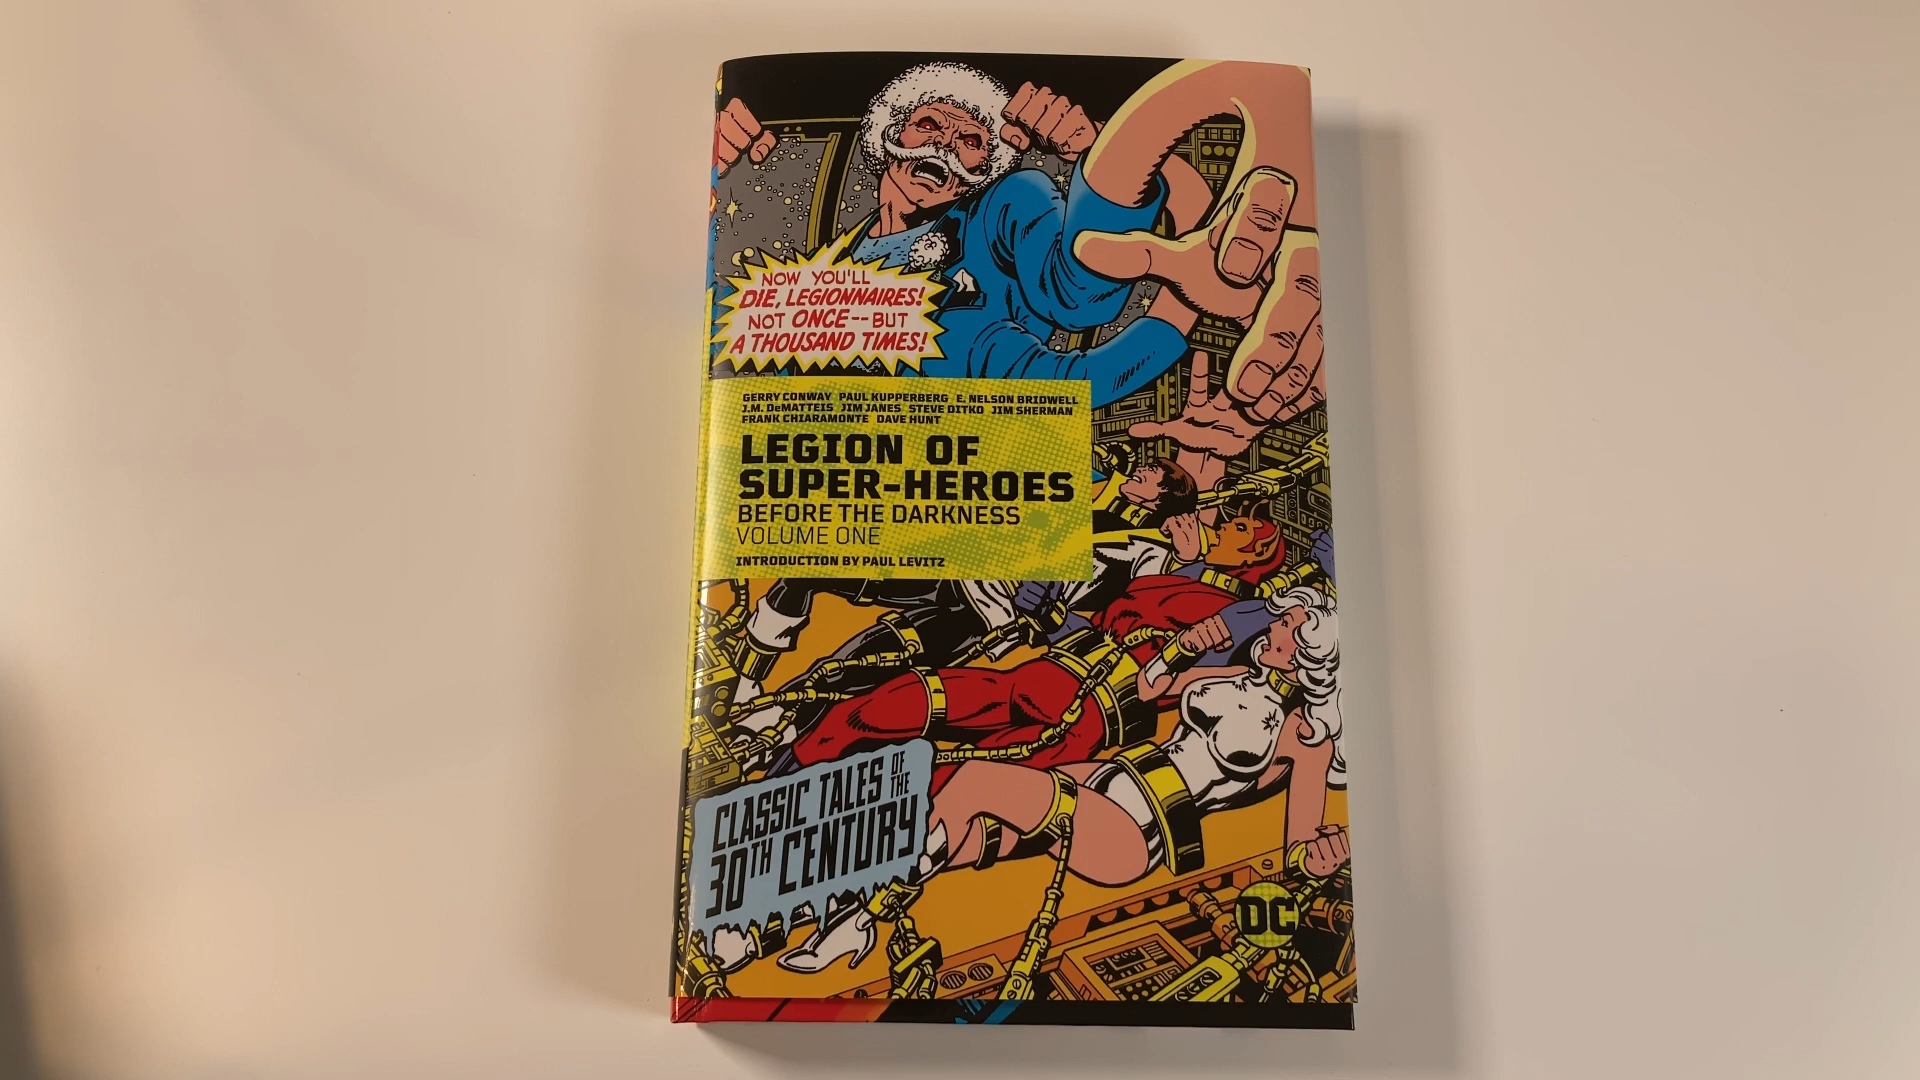 NOW YOU'LL
DIE, LEGIONNAIRES!
NOT ONCE--BUT
A THOUSAND TIMES!
GERRY CONWAY PAUL KUPPERBERG E. NELSON BRIDWELL
J.M. DeMATTEIS JIM JANES STEVE DITKO JIM SHERMAN
FRANK CHIARAMONTE DAVE HUNT
LEGION OF
SUPER-HEROES
BEFORE THE DARKNESS
VOLUME ONE
INTRODUCTION BY PAUL LEVITZ
CLASSIC TALES OF THE
30TH CENTURY
DC